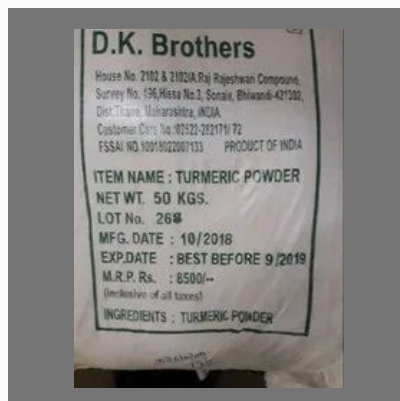 D.K. Brothers
House No. 2102 & 2102/A.Raj Rajeshwari Compound,
Survey No. 196,Hissa No.3, Sonale, Bhiwandi-421302,
Dist.Thane, Maharashtra, INDIA.
Customer Care No.:02522-282171/ 72
FSSAI NO.10018022007133 PRODUCT OF INDIA
ITEM NAME : TURMERIC POWDER
NET WT. 50 KGS.
LOT No. 268
MFG. DATE : 10/2018
EXP.DATE : BEST BEFORE 9/2019
M.R.P. Rs. : 8500/--
(inclusive of all taxes)
INGREDIENTS : TURMERIC POWDER